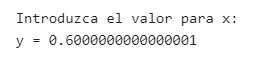 Introduzca el valor para x:
y = 0.6000000000000001